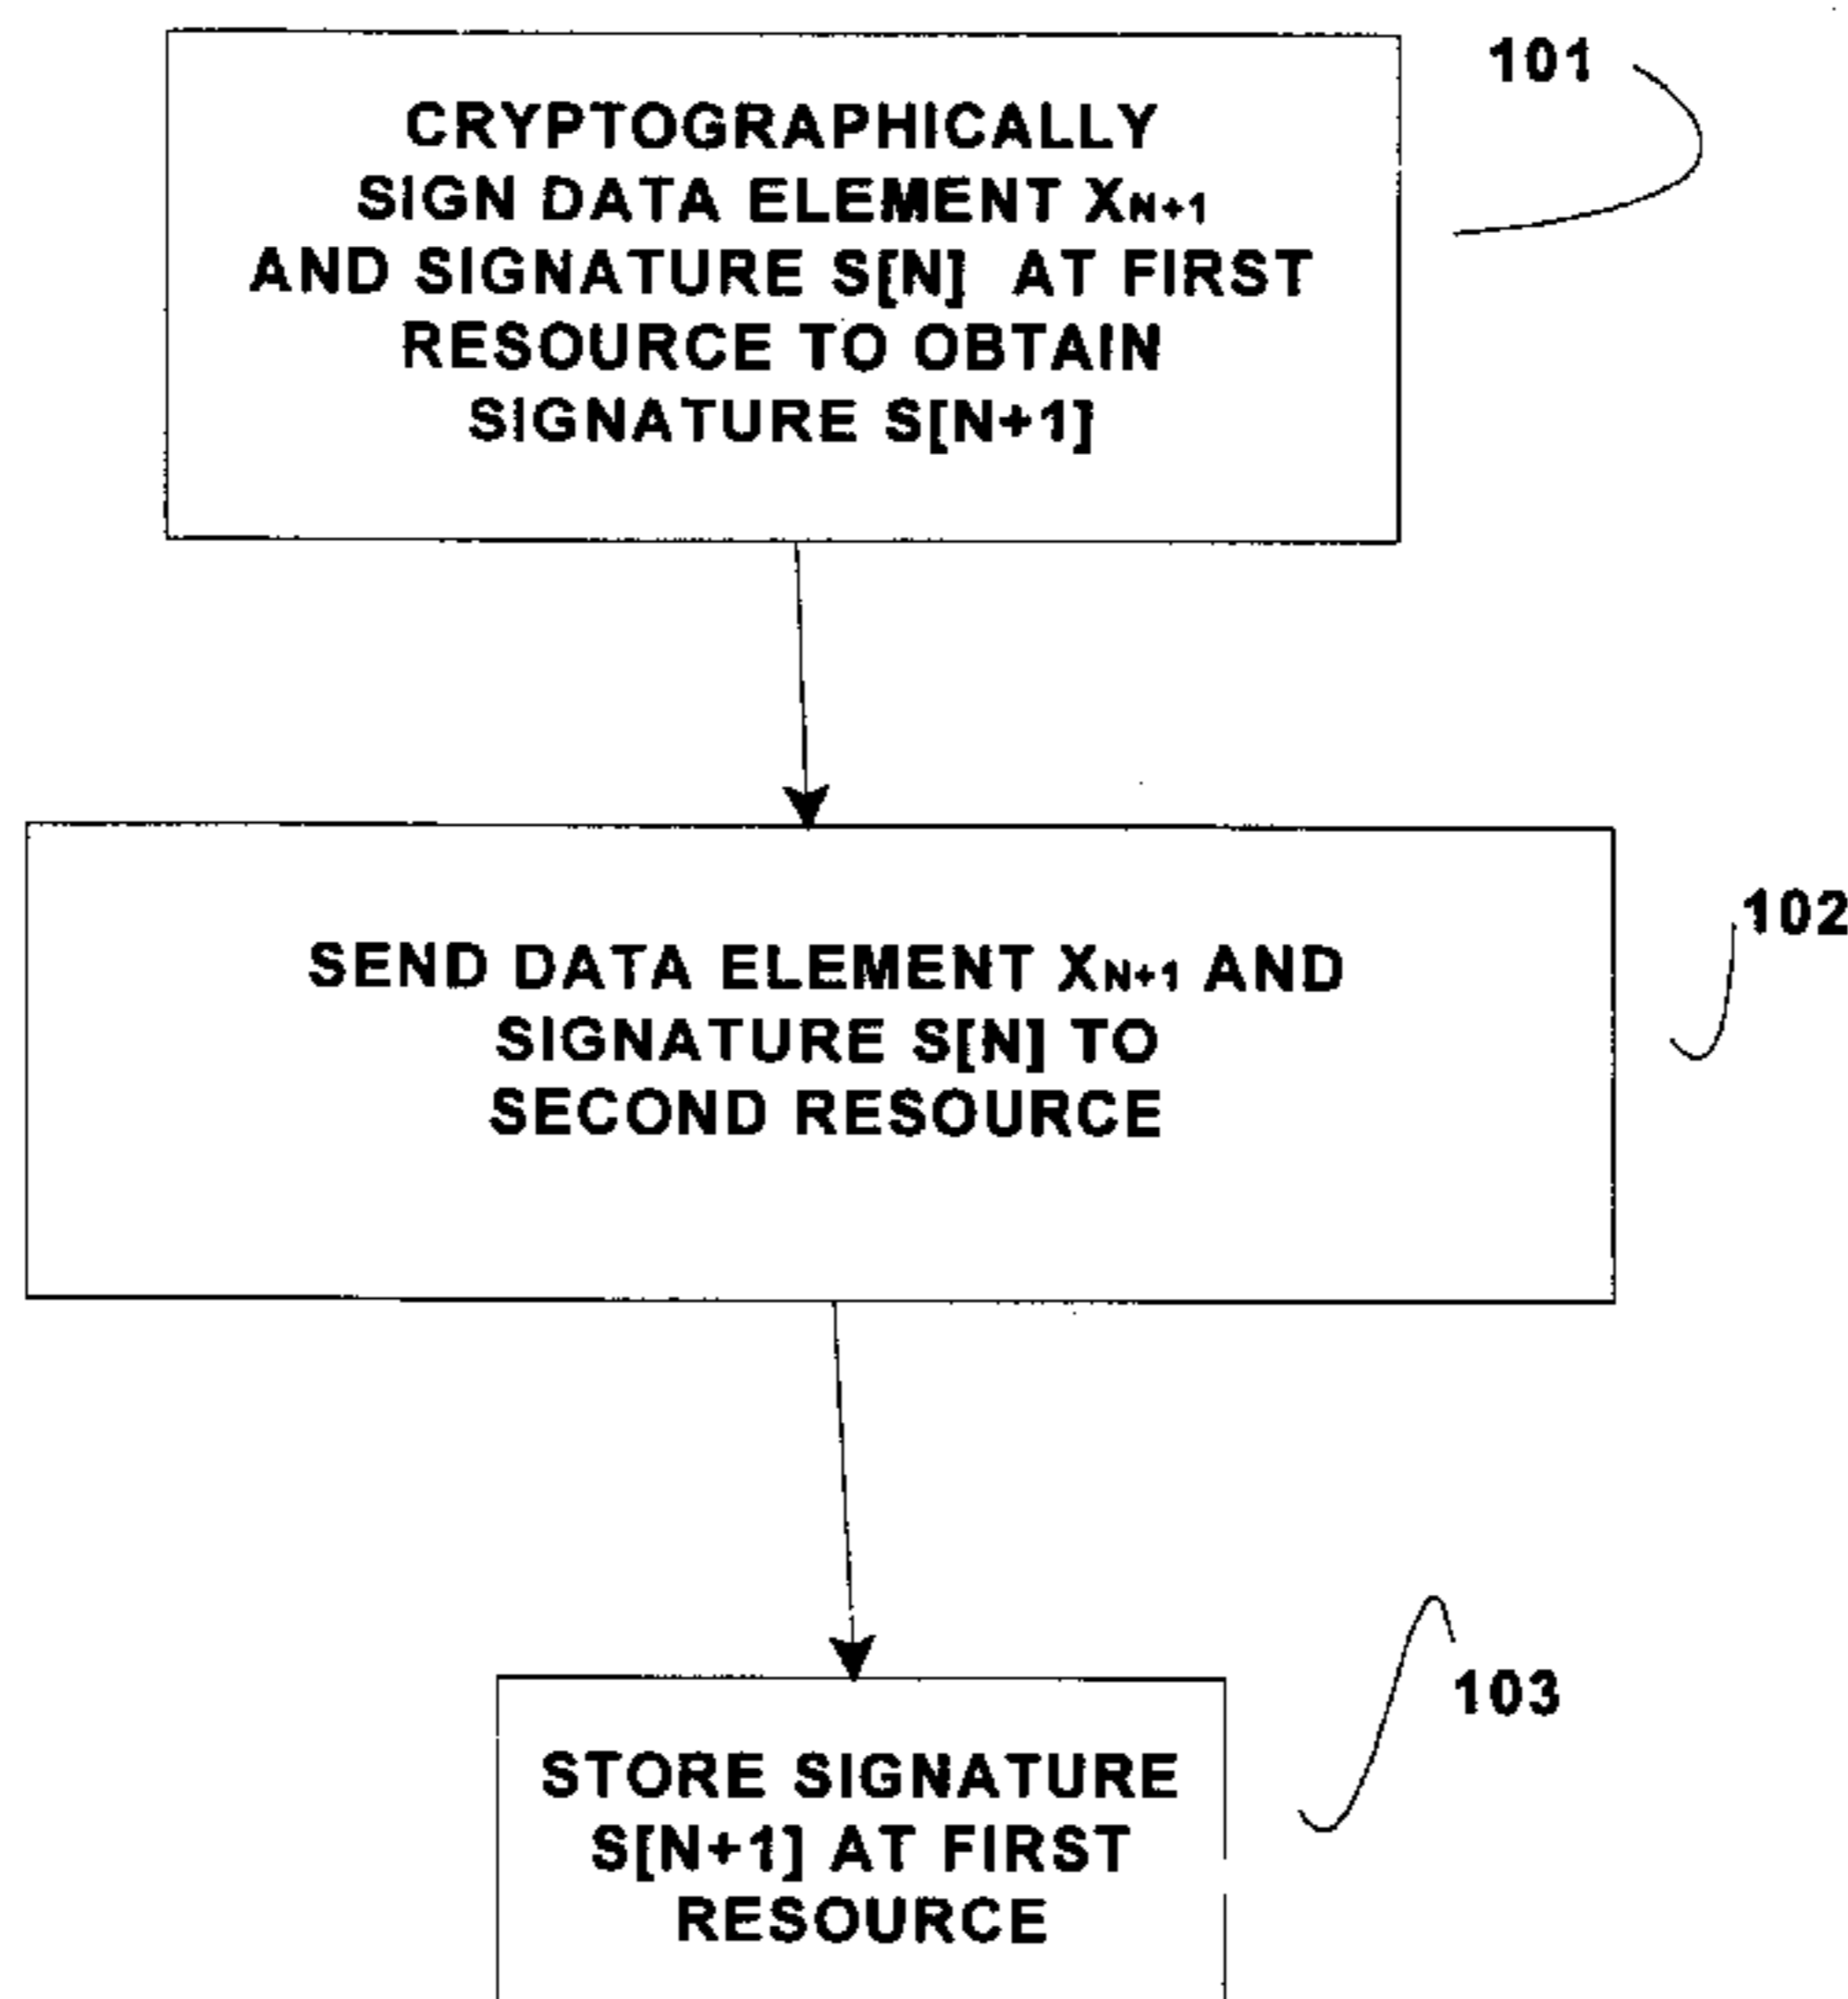 101
CRYPTOGRAPHICALLY
SIGN DATA ELEMENT XN+1
AND SIGNATURE S[N] AT FIRST
RESOURCE TO OBTAIN
SIGNATURE S[N+1]
102
SEND DATA ELEMENT XN+1 AND
SIGNATURE S[N] TO
SECOND RESOURCE
103
STORE SIGNATURE
S[N+1] AT FIRST
RESOURCE